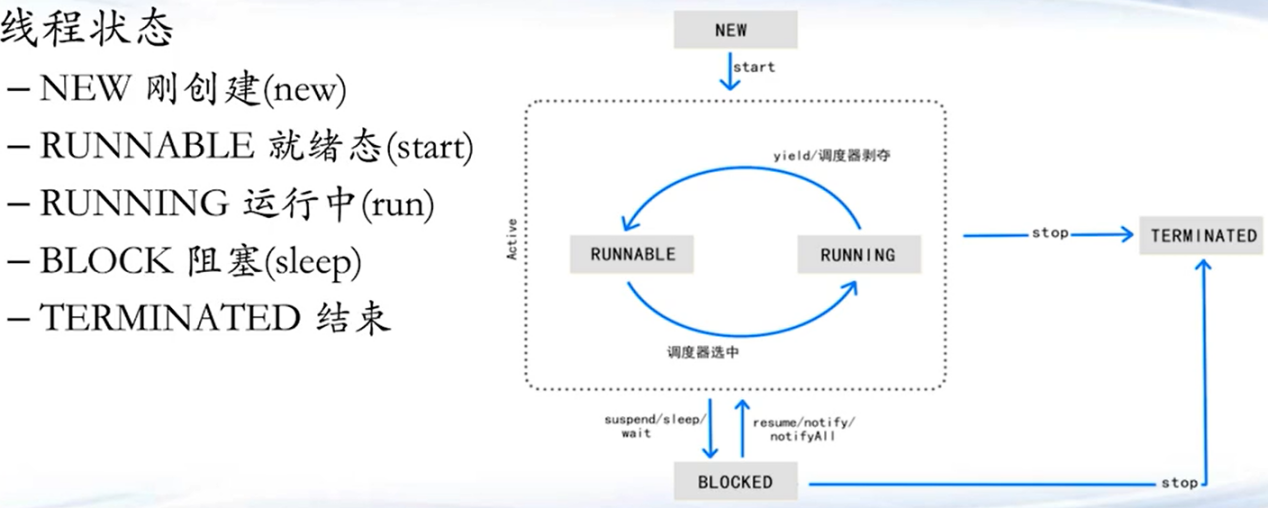 线程状态
– NEW 刚创建(new)
– RUNNABLE 就绪态(start)
– RUNNING 运行中(run)
– BLOCK 阻塞(sleep)
– TERMINATED 结束
NEW
start
yield/调度器剥夺
Active
RUNNABLE
RUNNING
调度器选中
stop
TERMINATED
suspend/sleep/
wait
resume/notify/
notifyAll
BLOCKED
stop